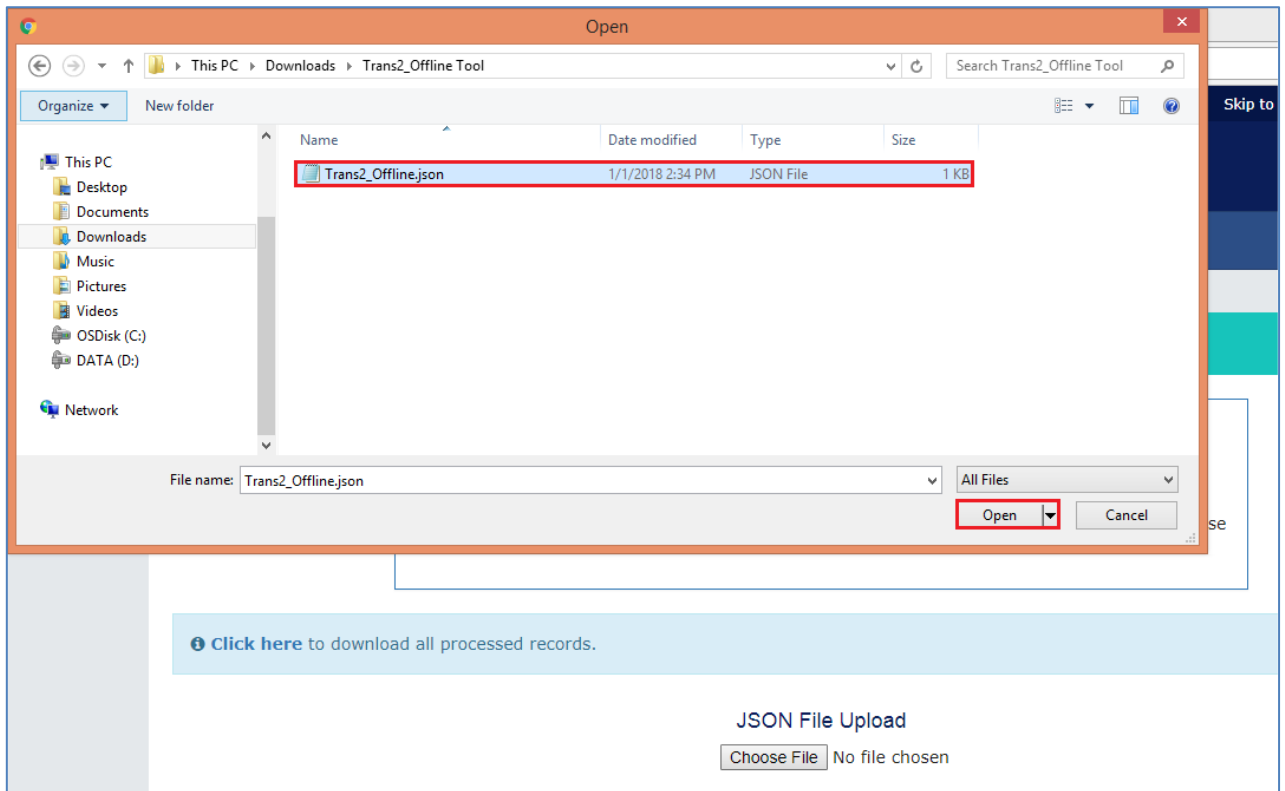 Open
This PC Downloads Trans2_Offline Tool Search Trans2_Offline Tool
Organize New folder
Skip to
Name Date modified Type Size
Trans2_Offline.json 1/1/2018 2:34 PM JSON File 1 KB
This PC
Desktop
Documents
Downloads
Music
Pictures
Videos
OSDisk (C:)
DATA (D:)
Network
File name: Trans2_Offline.json All Files
Open Cancel
se
Click here to download all processed records.
JSON File Upload
Choose File No file chosen